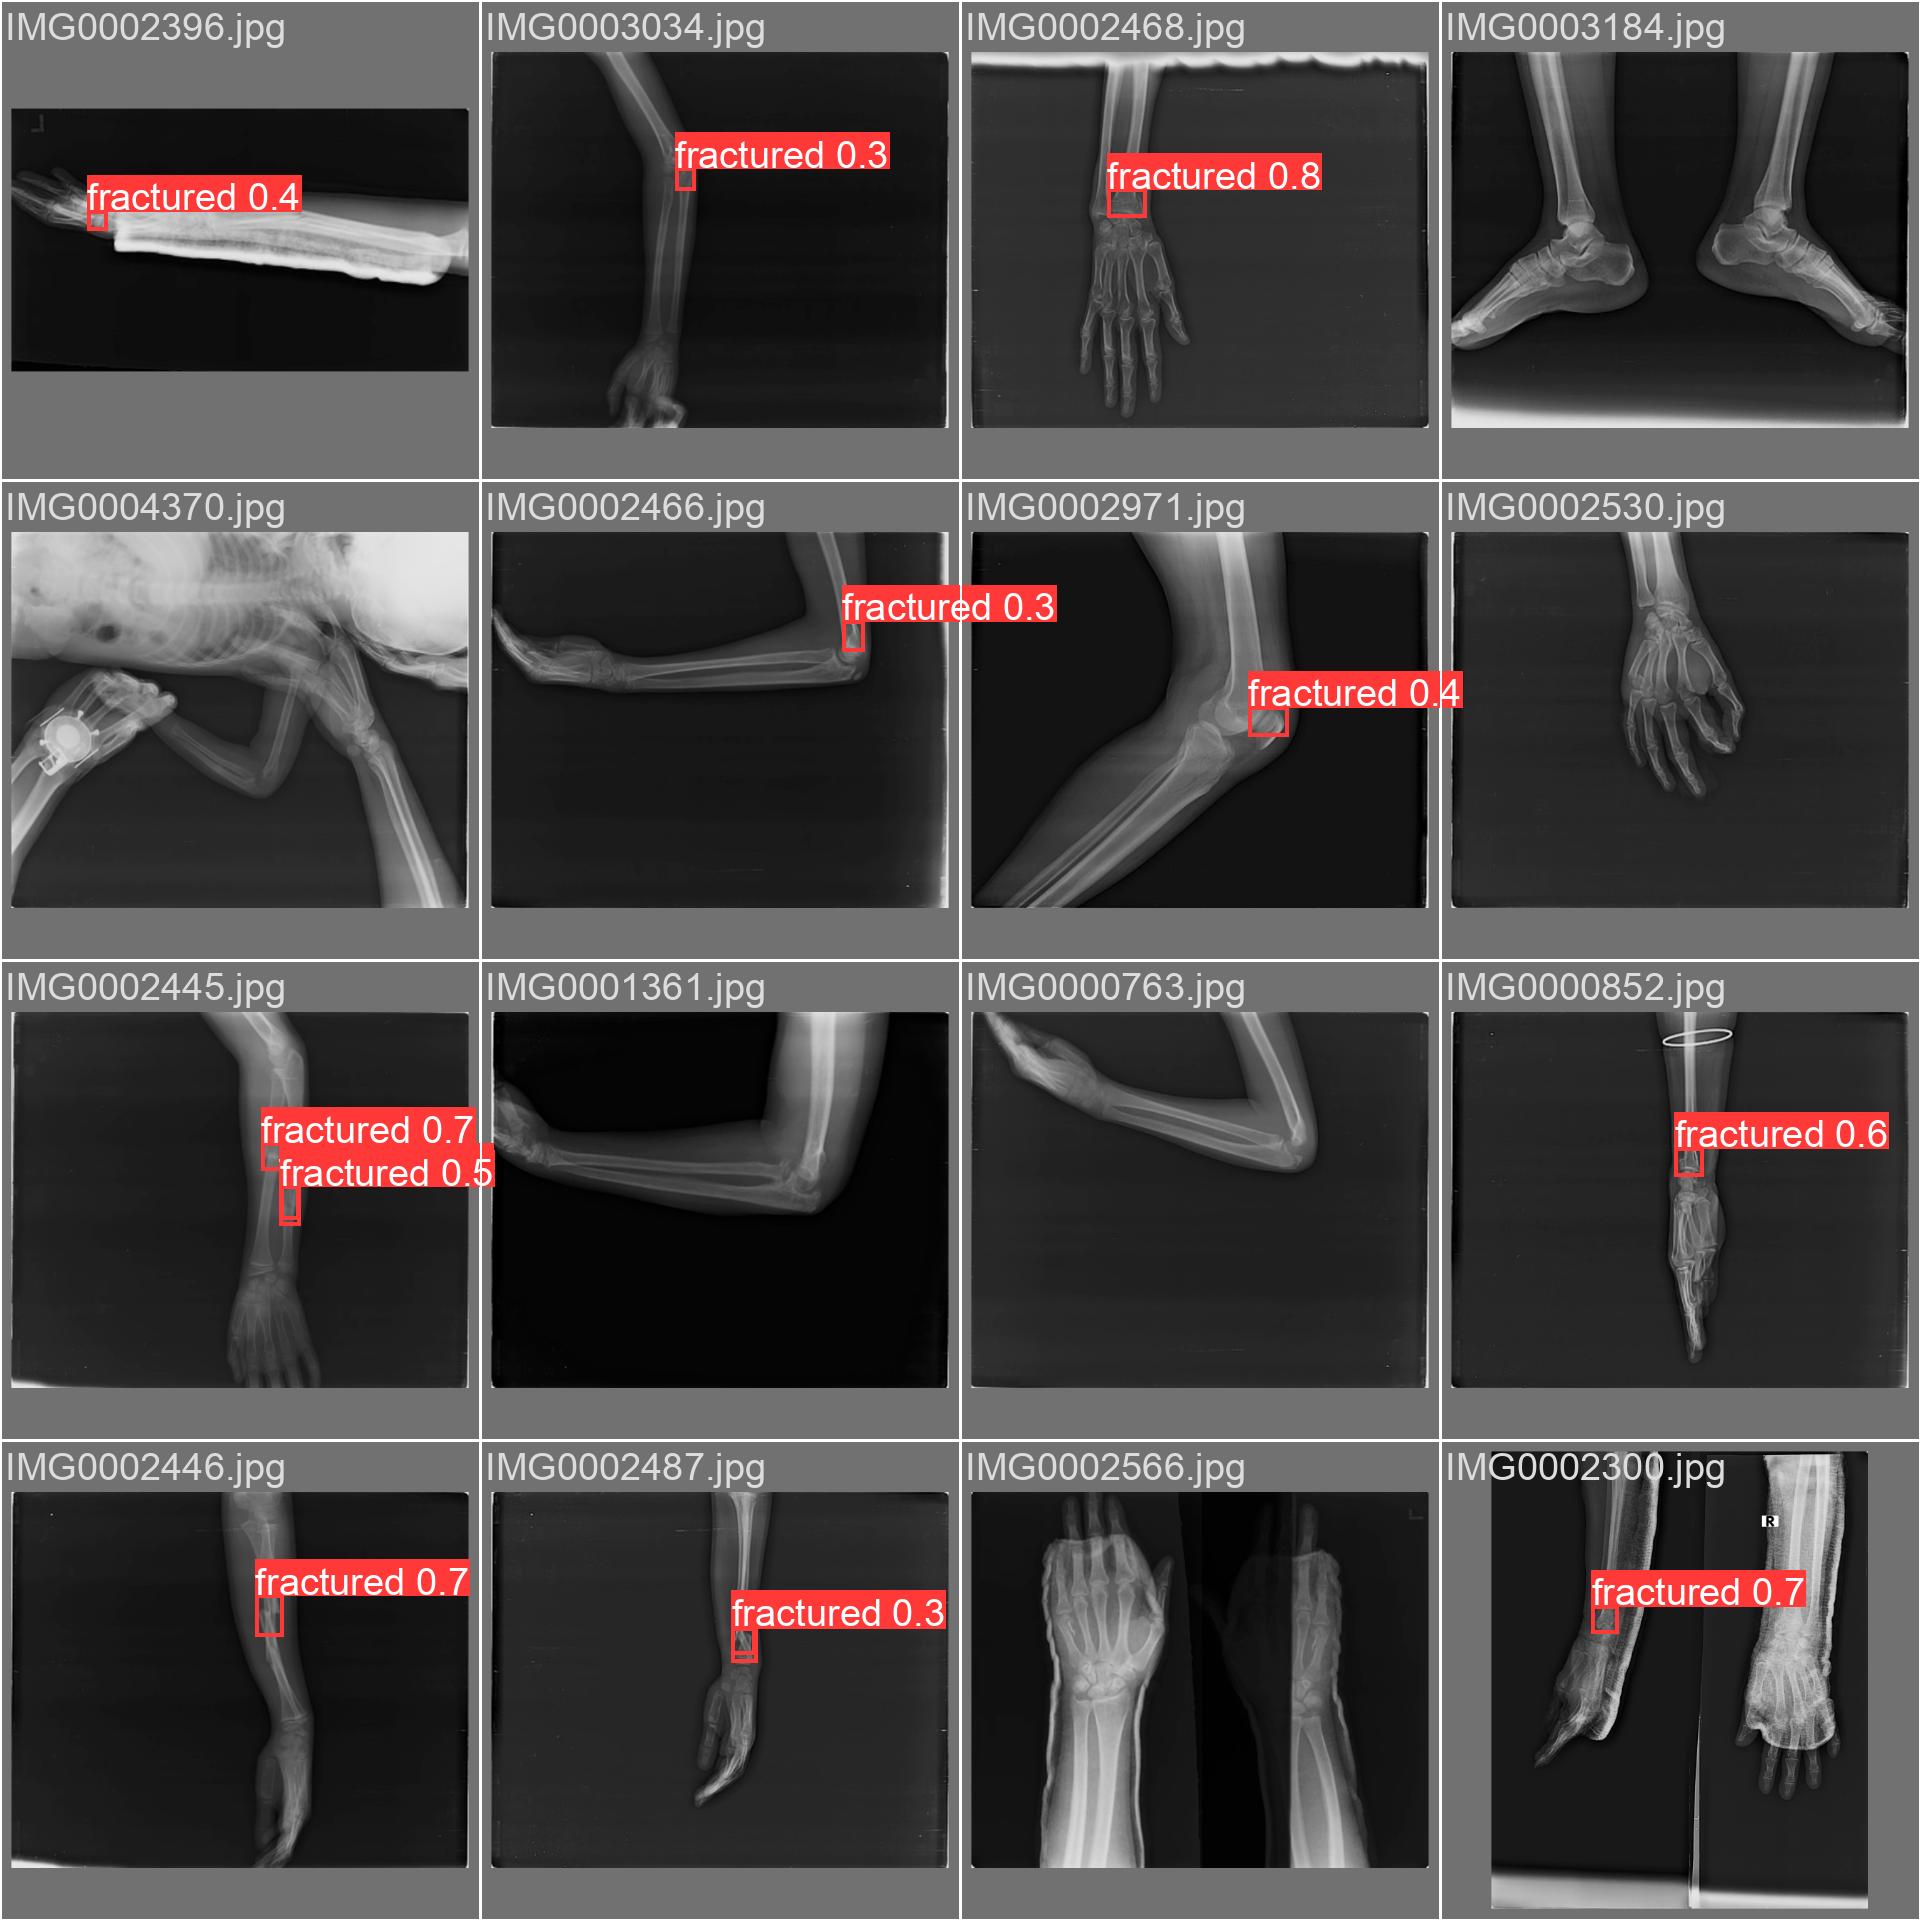 IMG0002396.jpg
fractured 0.4
L
IMG0003034.jpg
fractured 0.3
IMG0002468.jpg
fractured 0.8
IMG0003184.jpg
IMG0004370.jpg
IMG0002466.jpg
fractured 0.3
IMG0002971.jpg
fractured 0.4
IMG0002530.jpg
IMG0002445.jpg
fractured 0.7
fractured 0.5
IMG0001361.jpg
IMG0000763.jpg
IMG0000852.jpg
fractured 0.6
IMG0002446.jpg
fractured 0.7
IMG0002487.jpg
fractured 0.3
IMG0002566.jpg
L
IMG0002300.jpg
R
fractured 0.7